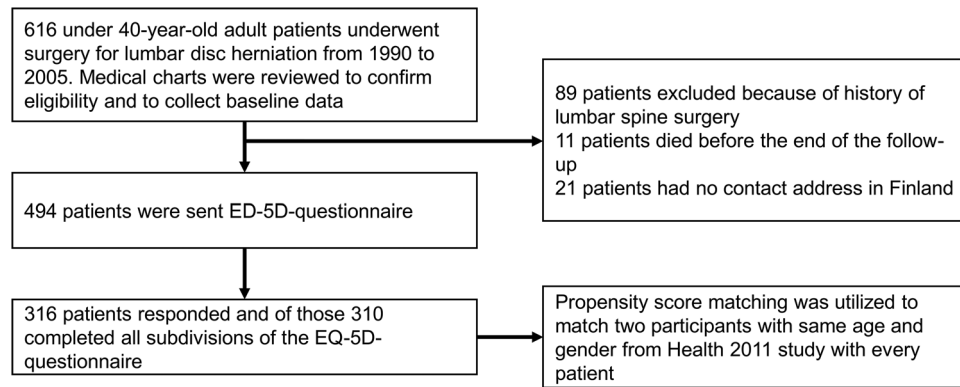 616 under 40-year-old adult patients underwent
surgery for lumbar disc herniation from 1990 to
2005. Medical charts were reviewed to confirm
eligibility and to collect baseline data
89 patients excluded because of history of
lumbar spine surgery
11 patients died before the end of the follow-
up
21 patients had no contact address in Finland
494 patients were sent ED-5D-questionnaire
316 patients responded and of those 310
completed all subdivisions of the EQ-5D-
questionnaire
Propensity score matching was utilized to
match two participants with same age and
gender from Health 2011 study with every
patient